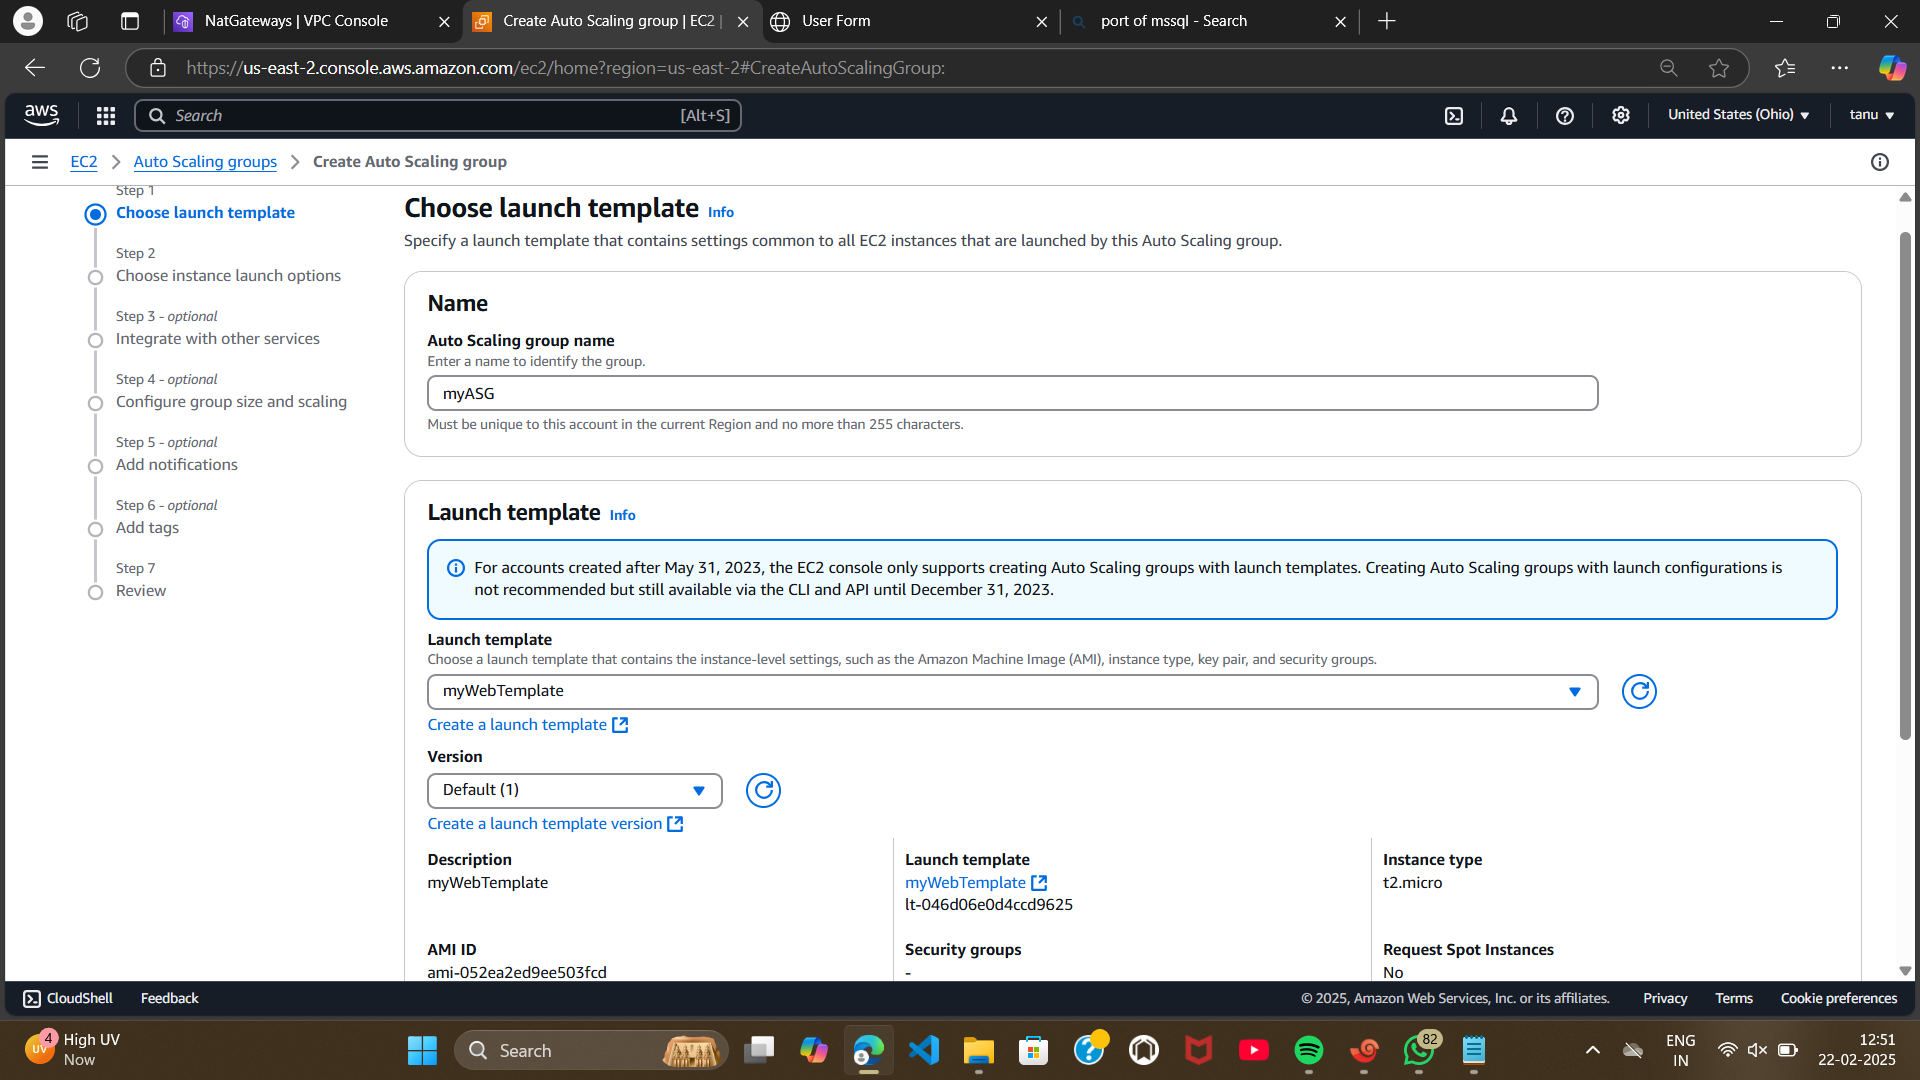 NatGateways | VPC Console
Create Auto Scaling group | EC2 |
User Form
port of mssql - Search
https://us-east-2.console.aws.amazon.com/ec2/home?region=us-east-2#CreateAutoScalingGroup:
aws
Search
[Alt+S]
United States (Ohio)
tanu
EC2
Auto Scaling groups
Create Auto Scaling group
Step 1
Choose launch template
Step 2
Choose instance launch options
Step 3 - optional
Integrate with other services
Step 4 - optional
Configure group size and scaling
Step 5 - optional
Add notifications
Step 6 - optional
Add tags
Step 7
Review
Choose launch template Info
Specify a launch template that contains settings common to all EC2 instances that are launched by this Auto Scaling group.
Name
Auto Scaling group name
Enter a name to identify the group.
myASG
Must be unique to this account in the current Region and no more than 255 characters.
Launch template Info
For accounts created after May 31, 2023, the EC2 console only supports creating Auto Scaling groups with launch templates. Creating Auto Scaling groups with launch configurations is
not recommended but still available via the CLI and API until December 31, 2023.
Launch template
Choose a launch template that contains the instance-level settings, such as the Amazon Machine Image (AMI), instance type, key pair, and security groups.
myWebTemplate
Create a launch template
Version
Default (1)
Create a launch template version
Description
myWebTemplate
Launch template
myWebTemplate
lt-046d06e0d4ccd9625
Instance type
t2.micro
AMI ID
ami-052ea2ed9ee503fcd
Security groups
-
Request Spot Instances
No
CloudShell
Feedback
© 2025, Amazon Web Services, Inc. or its affiliates.
Privacy
Terms
Cookie preferences
4
UV
High UV
Now
Search
82
ENG
IN
12:51
22-02-2025